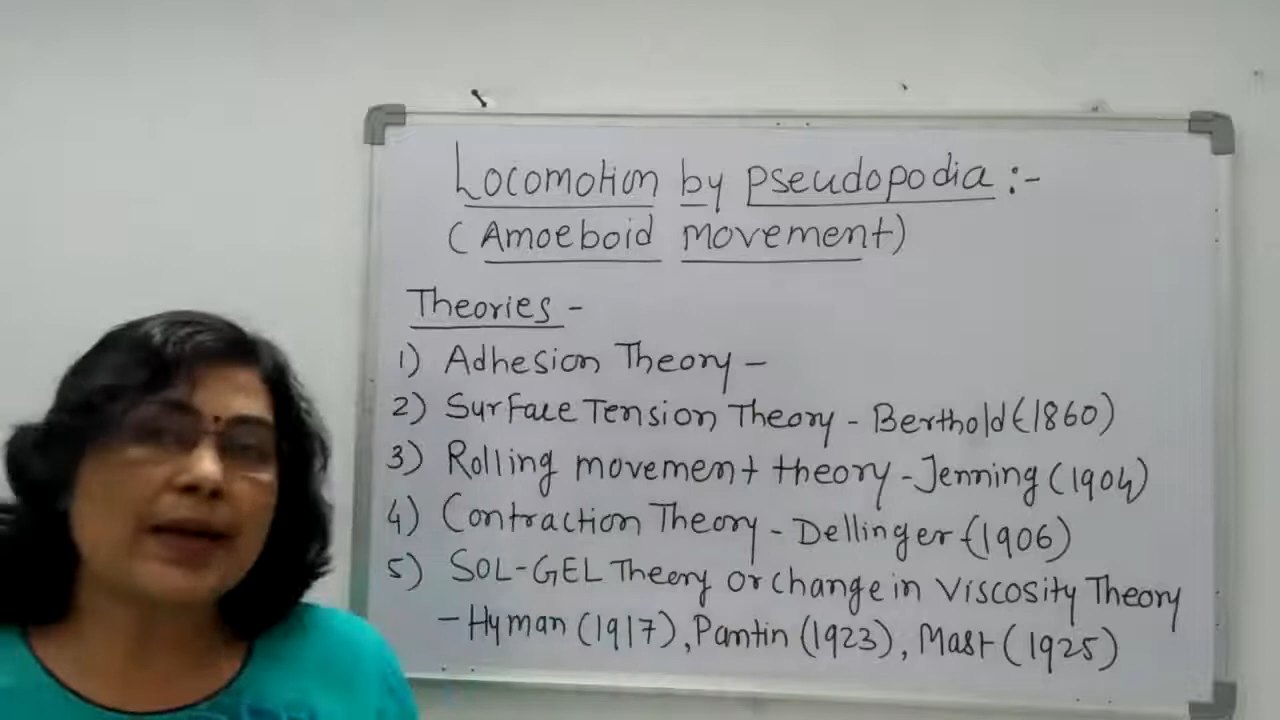 Locomotion by pseudopodia :-
(Amoeboid movement)
Theories -
1) Adhesion Theory -
2) Surface Tension Theory - Berthold (1860)
3) Rolling movement theory - Jenning (1904)
4) Contraction Theory - Dellinger (1906)
5) SOL-GEL Theory or change in Viscosity Theory
- Hyman (1917), Pantin (1923), Mast (1925)